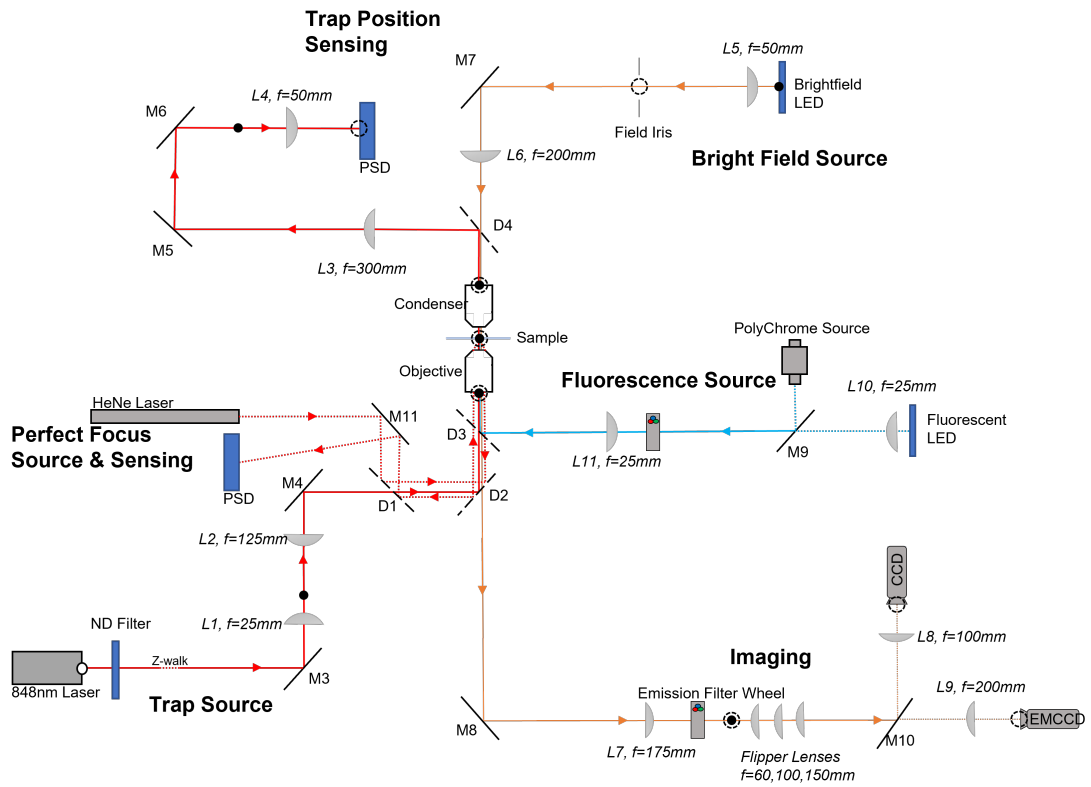 Trap Position
Sensing
M7
L5, f=50mm
Brightfield
LED
L4, f=50mm
M6
PSD
Field Iris
L6, f=200mm
Bright Field Source
M5
D4
L3, f=300mm
Condenser
Sample
Objective
PolyChrome Source
Fluorescence Source
L10, f=25mm
Fluorescent
LED
HeNe Laser
M11
D3
L11, f=25mm
M9
Perfect Focus
Source & Sensing
PSD
M4
D1
D2
L2, f=125mm
CCD
L1, f=25mm
ND Filter
L8, f=100mm
Z-walk
848nm Laser
M3
Trap Source
Imaging
Emission Filter Wheel
L9, f=200mm
M8
EMCCD
M10
L7, f=175mm
Flipper Lenses
f=60,100,150mm